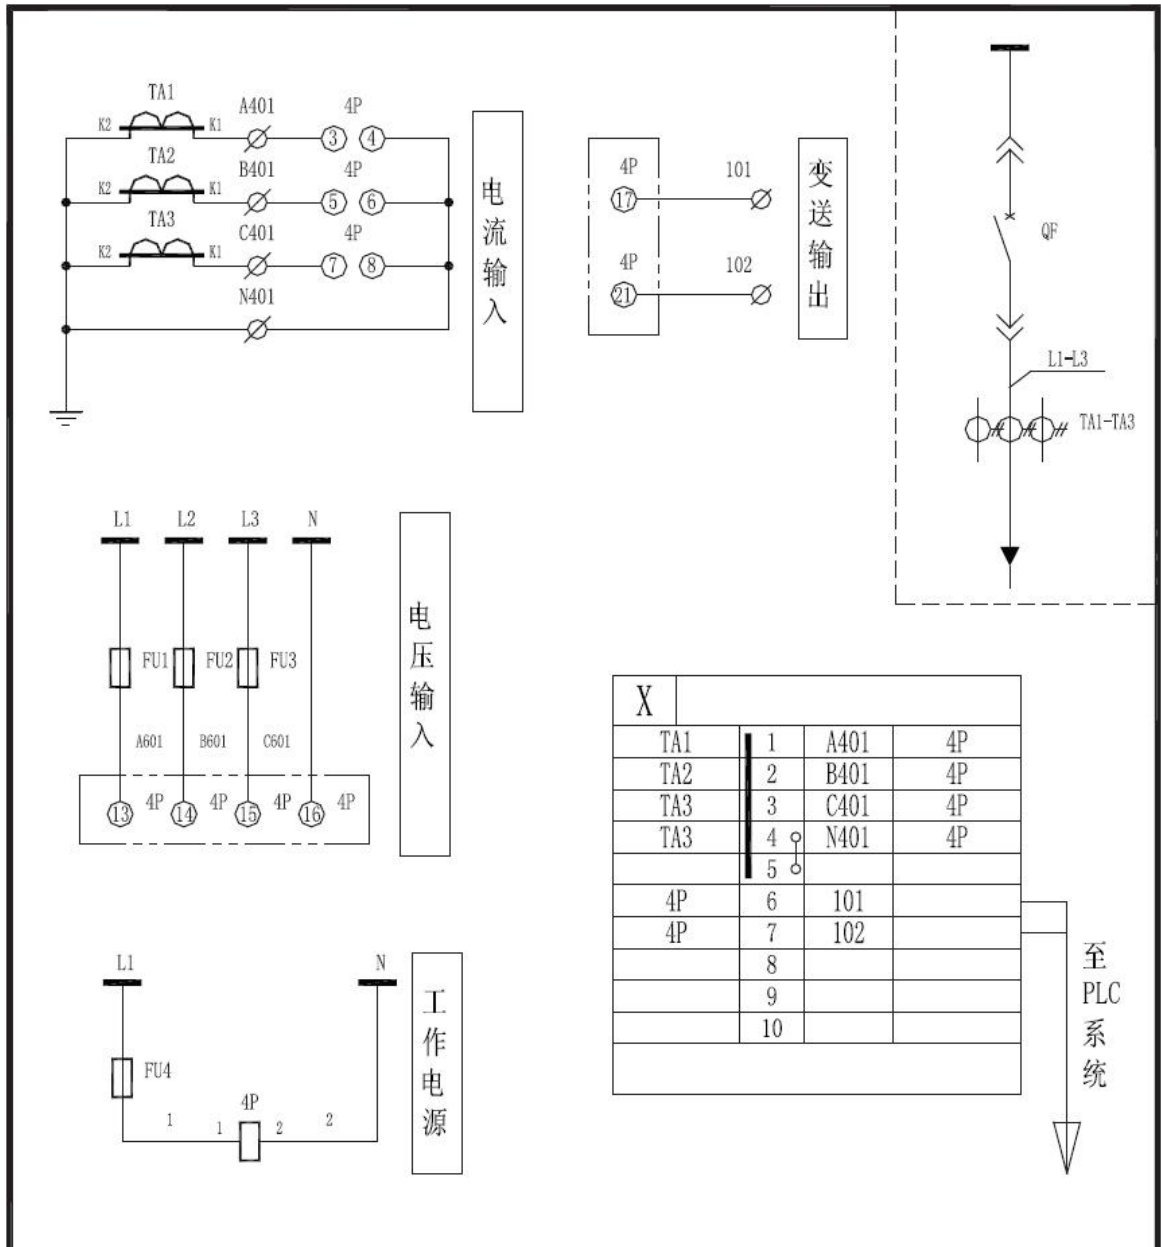 TA1
A401
4P
K2
K1
3
4
TA2
B401
4P
K2
K1
5
6
TA3
C401
4P
K2
K1
7
8
N401
电流输入
4P
101
17
4P
102
21
变送输出
QF
L1-L3
TA1-TA3
L1
L2
L3
N
FU1
FU2
FU3
A601
B601
C601
13
4P
14
4P
15
4P
16
4P
电压输入
L1
N
FU4
4P
1
1
2
2
工作电源
X
TA1 1 A401 4P
TA2 2 B401 4P
TA3 3 C401 4P
TA3 4 N401 4P
5
4P 6 101
4P 7 102
8
9
10
至
PLC
系
统